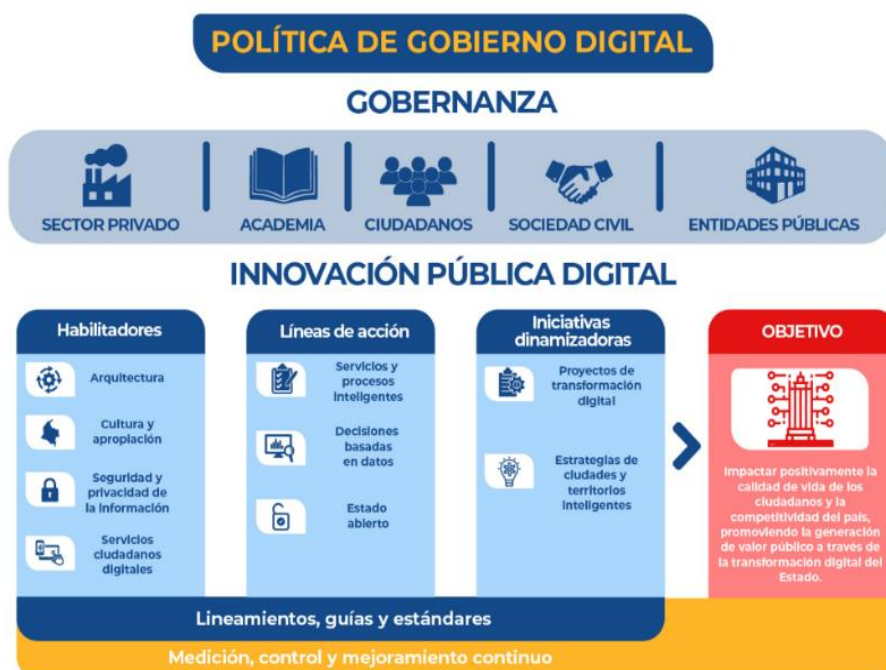 POLÍTICA DE GOBIERNO DIGITAL
GOBERNANZA
SECTOR PRIVADO
ACADEMIA
CIUDADANOS
SOCIEDAD CIVIL
ENTIDADES PÚBLICAS
INNOVACIÓN PÚBLICA DIGITAL
Habilitadores
Arquitectura
Cultura y
apropiación
Seguridad y
privacidad de
la información
Servicios
ciudadanos
digitales
Líneas de acción
Servicios y
procesos
inteligentes
Decisiones
basadas
en datos
Estado
abierto
Iniciativas
dinamizadoras
Proyectos de
transformación
digital
Estrategias de
ciudades y
territorios
inteligentes
OBJETIVO
Impactar positivamente la
calidad de vida de los
ciudadanos y la
competitividad del país,
promoviendo la generación
de valor público a través de
la transformación digital del
Estado.
Lineamientos, guías y estándares
Medición, control y mejoramiento continuo